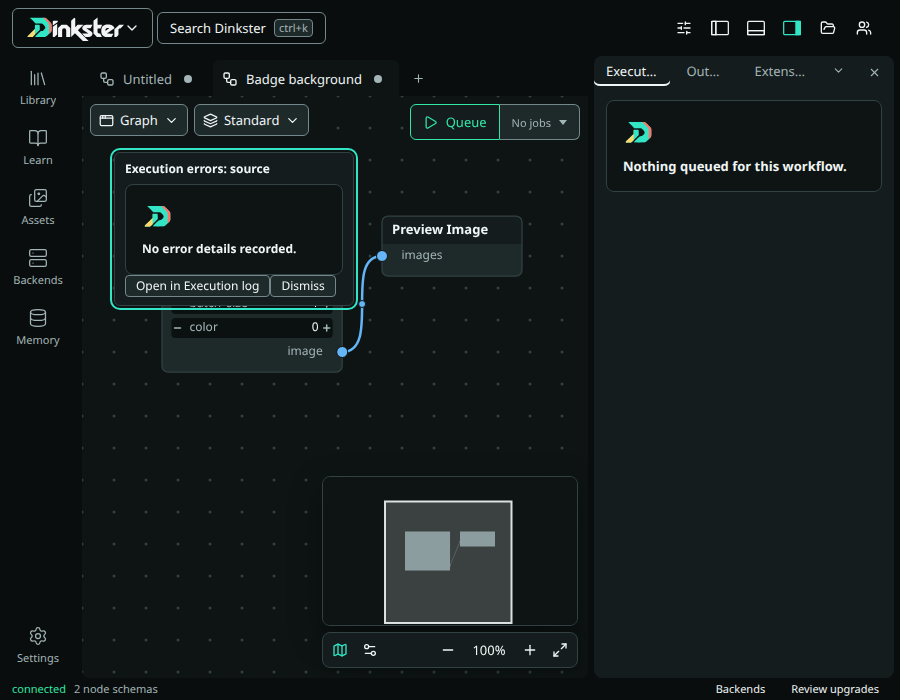 Dinkster
Search Dinkster ctrl+k
Library
Learn
Assets
Backends
Memory
Settings
Untitled
Badge background
Graph
Standard
Queue
No jobs
Execution errors: source
No error details recorded.
Open in Execution log
Dismiss
color 0
image
Preview Image
images
100%
Execut...
Out...
Extens...
Nothing queued for this workflow.
connected 2 node schemas
Backends
Review upgrades